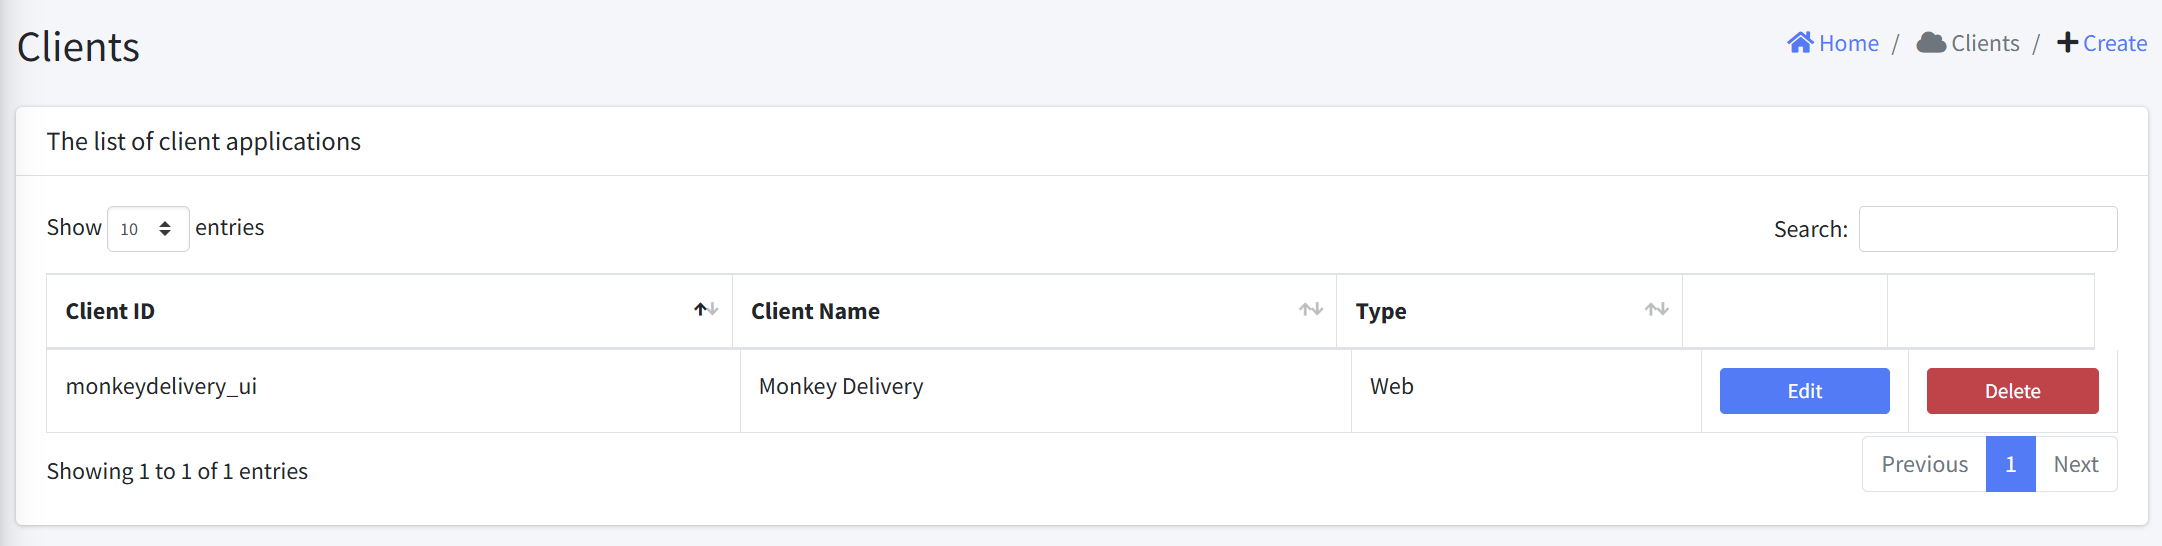 Clients
Home / Clients / Create
The list of client applications
Show 10 entries
Search:
Client ID Client Name Type
monkeydelivery_ui Monkey Delivery Web Edit Delete
Showing 1 to 1 of 1 entries
Previous 1 Next